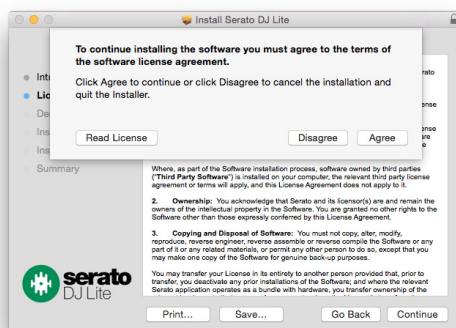 Install Serato DJ Lite
To continue installing the software you must agree to the terms of
the software license agreement.
Click Agree to continue or click Disagree to cancel the installation and
quit the Installer.
Read License
Disagree
Agree
Int
Lic
De
Ins
Ins
Summary
rato
ense
ense
are
Where, as part of the Software installation process, software owned by third parties
("Third Party Software") is installed on your computer, the relevant third party license
agreement or terms will apply, and this License Agreement does not apply to it.
2. Ownership: You acknowledge that Serato and its licensor(s) are and remain the
owners of the intellectual property in the Software. You are granted no other rights to the
Software other than those expressly conferred by this License Agreement.
3. Copying and Disposal of Software: You must not copy, alter, modify,
reproduce, reverse engineer, reverse assemble or reverse compile the Software or any
part of it or any related materials, or permit any other person to do so, except that you
may make one copy of the Software for genuine back-up purposes.
You may transfer your License in its entirety to another person provided that, prior to
transfer, you deactivate any prior installations of the Software; and where the relevant
Serato application operates as a bundle with hardware, you transfer ownership of the
serato
DJ Lite
Print...
Save...
Go Back
Continue